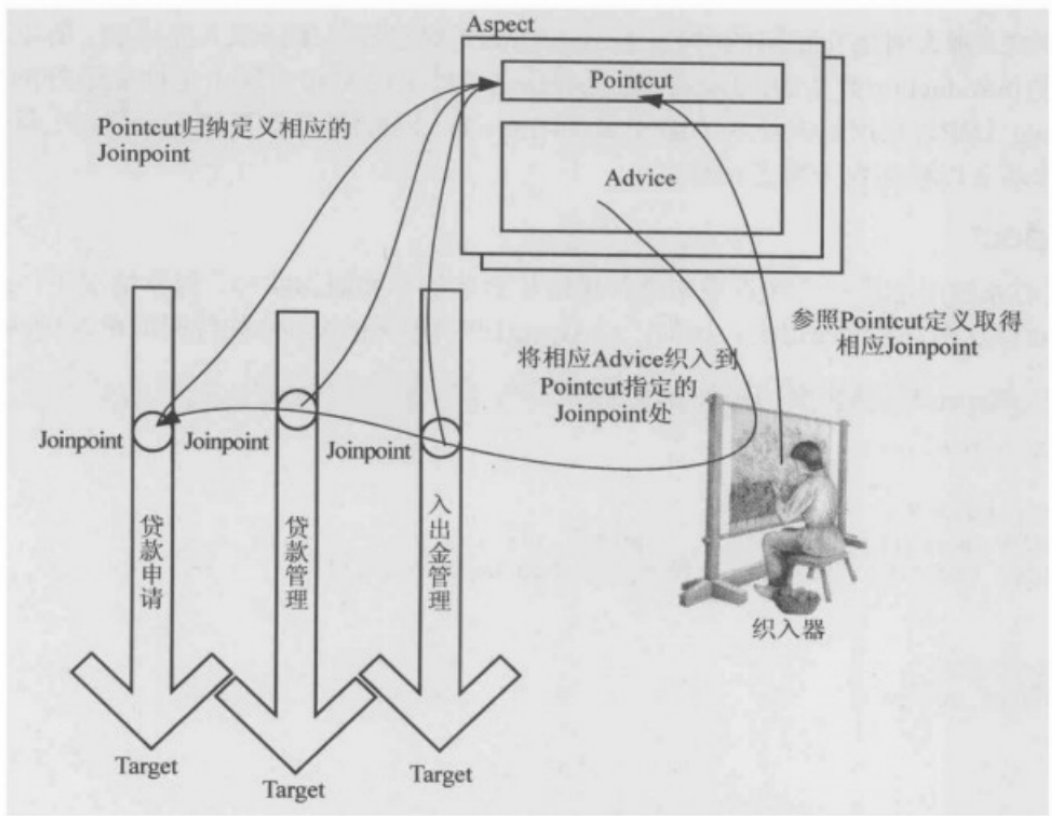 Aspect
Pointcut
Pointcut归纳定义相应的
Joinpoint
Advice
参照Pointcut定义取得
相应Joinpoint
将相应Advice织入到
Pointcut指定的
Joinpoint处
Joinpoint
Joinpoint
Joinpoint
贷款申请
贷款管理
入出金管理
织入器
Target
Target
Target